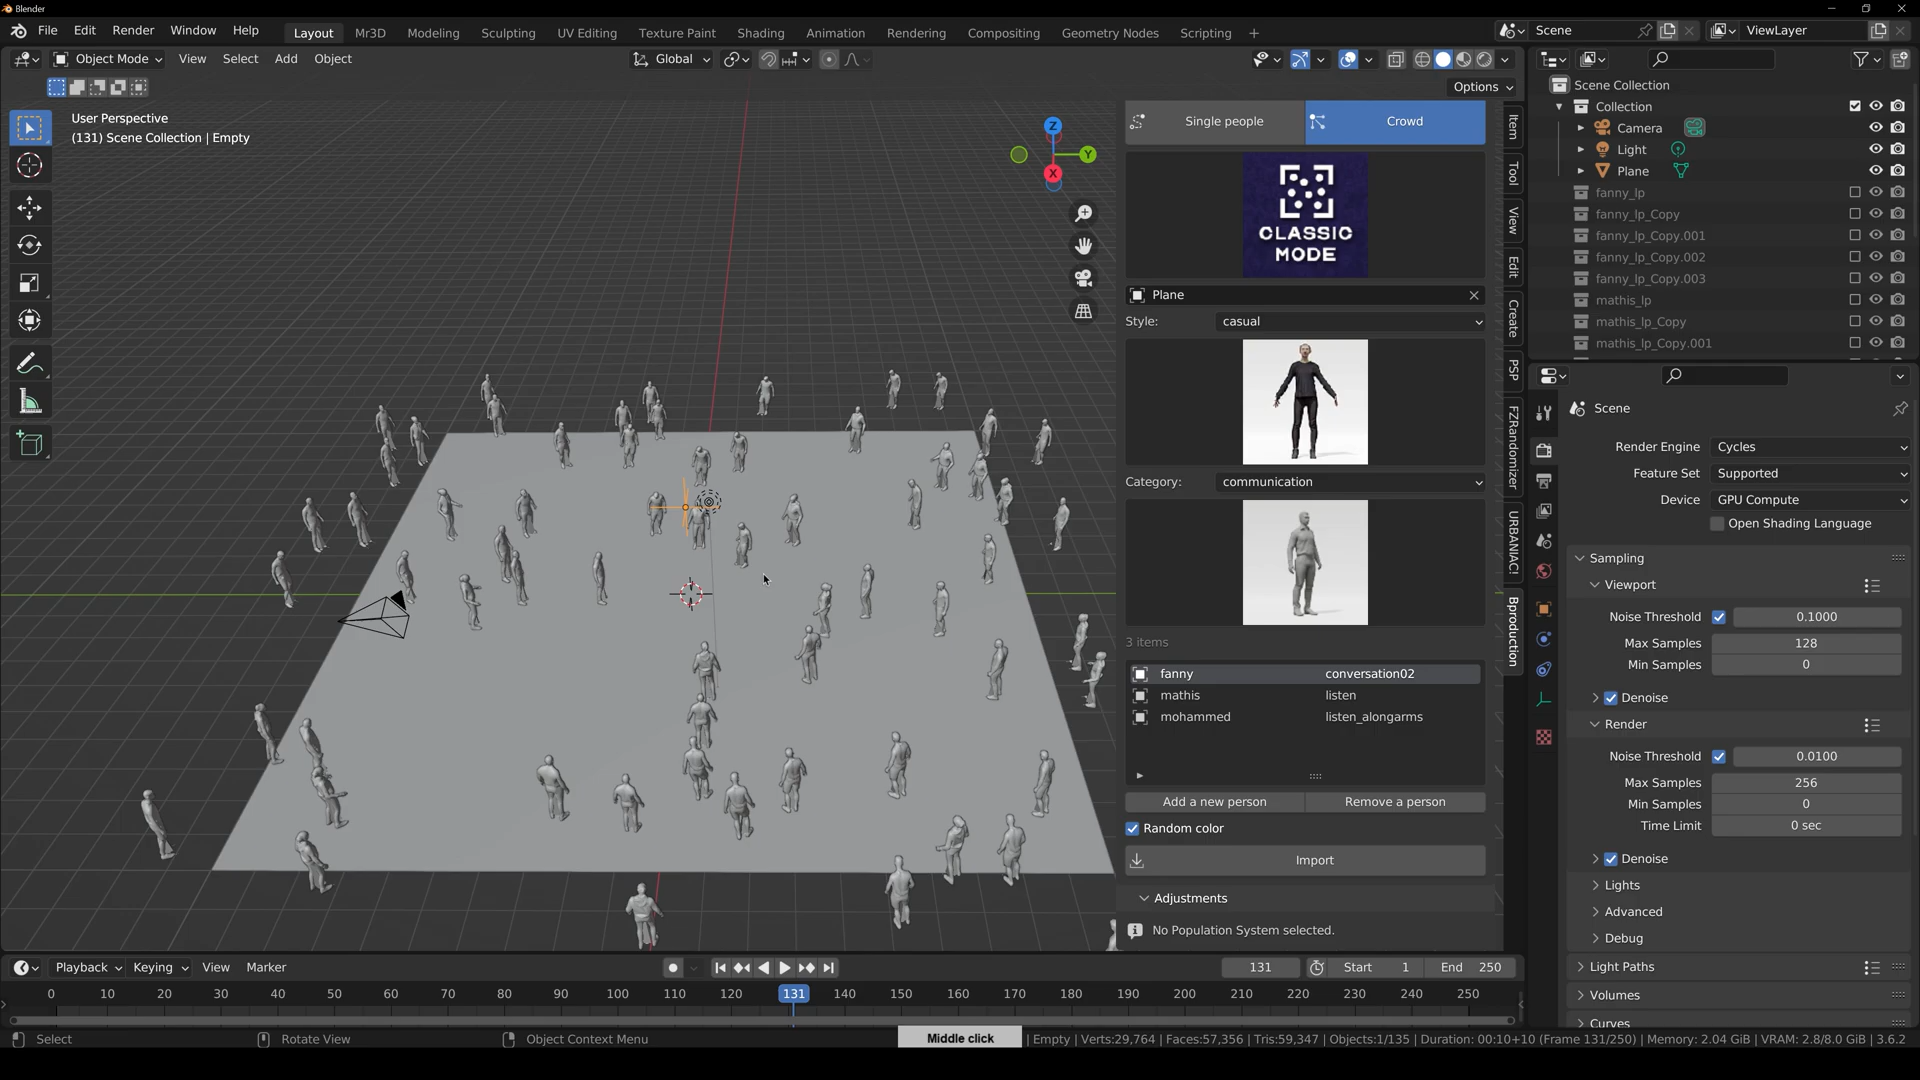 Blender
File Edit Render Window Help
Layout Mr3D Modeling Sculpting UV Editing Texture Paint Shading Animation Rendering Compositing Geometry Nodes Scripting +
Scene
ViewLayer
Object Mode View Select Add Object
Global
Options
User Perspective
(131) Scene Collection | Empty
Z
Y
X
Single people
Crowd
CLASSIC
MODE
Plane
Style: casual
Category: communication
3 items
fanny conversation02
mathis listen
mohammed listen_alongarms
Add a new person
Remove a person
Random color
Import
Adjustments
No Population System selected.
Item
Tool
View
Edit
Create
PSP
FZRandomizer
URBANIAC!
Bproduction
Scene Collection
Collection
Camera
Light
Plane
fanny_lp
fanny_lp_Copy
fanny_lp_Copy.001
fanny_lp_Copy.002
fanny_lp_Copy.003
mathis_lp
mathis_lp_Copy
mathis_lp_Copy.001
Scene
Render Engine Cycles
Feature Set Supported
Device GPU Compute
Open Shading Language
Sampling
Viewport
Noise Threshold 0.1000
Max Samples 128
Min Samples 0
Denoise
Render
Noise Threshold 0.0100
Max Samples 256
Min Samples 0
Time Limit 0 sec
Denoise
Lights
Advanced
Debug
Light Paths
Volumes
Curves
Playback Keying View Marker
131 Start 1 End 250
0 10 20 30 40 50 60 70 80 90 100 110 120 131 140 150 160 170 180 190 200 210 220 230 240 250
Select Rotate View Object Context Menu
Middle click
| Empty | Verts:29,764 | Faces:57,356 | Tris:59,347 | Objects:1/135 | Duration: 00:10+10 (Frame 131/250) | Memory: 2.04 GiB | VRAM: 2.8/8.0 GiB | 3.6.2